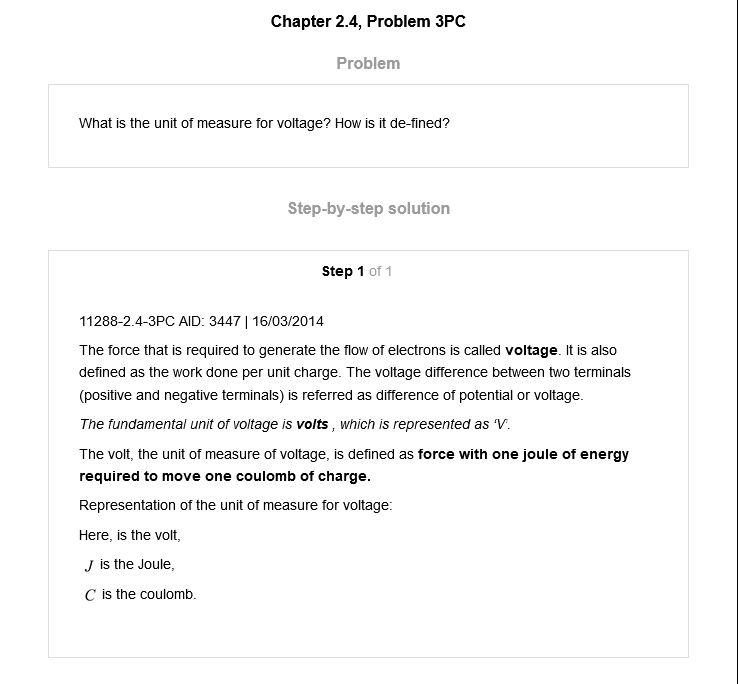 Chapter 2.4, Problem 3PC
Problem
What is the unit of measure for voltage? How is it de-fined?
Step-by-step solution
Step 1 of 1
11288-2.4-3PC AID: 3447 | 16/03/2014
The force that is required to generate the flow of electrons is called voltage. It is also
defined as the work done per unit charge. The voltage difference between two terminals
(positive and negative terminals) is referred as difference of potential or voltage.
The fundamental unit of voltage is volts , which is represented as ‘V’.
The volt, the unit of measure of voltage, is defined as force with one joule of energy
required to move one coulomb of charge.
Representation of the unit of measure for voltage:
Here, is the volt,
J is the Joule,
C is the coulomb.